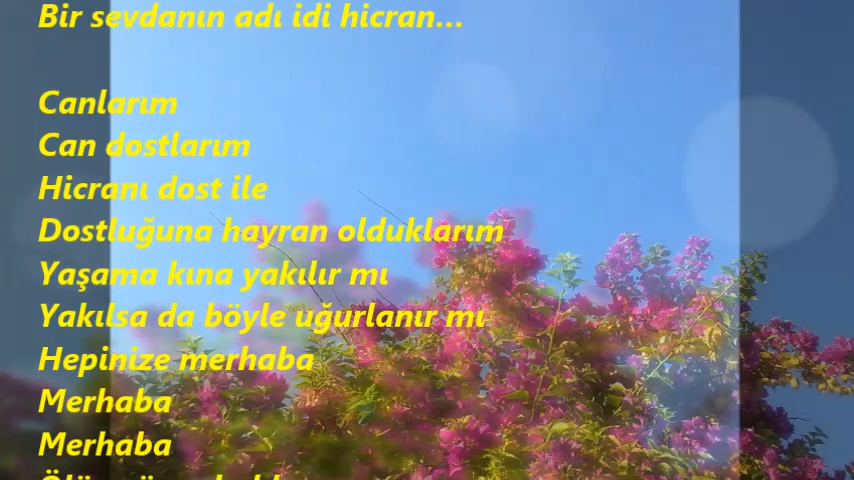 Bir sevdanın adı idi hicran...
Canlarım
Can dostlarım
Hicranı dost ile
Dostluğuna hayran olduklarım
Yaşama kına yakılır mı
Yakılsa da böyle uğurlanır mı
Hepinize merhaba
Merhaba
Merhaba